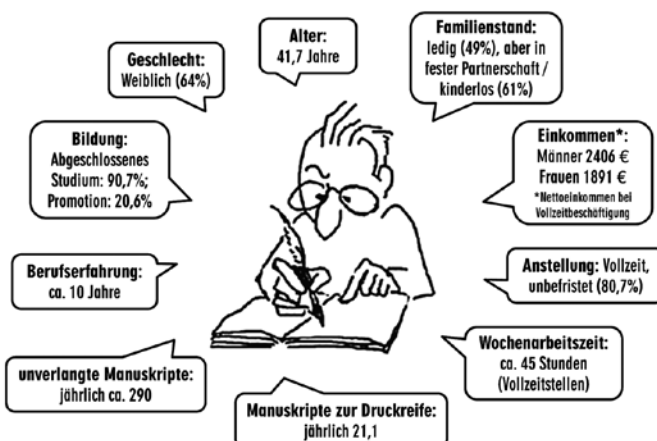 Alter:
41,7 Jahre
Familienstand:
ledig (49%), aber in
fester Partnerschaft /
kinderlos (61%)
Geschlecht:
Weiblich (64%)
Bildung:
Abgeschlossenes
Studium: 90,7%;
Promotion: 20,6%
Einkommen*:
Männer 2406 €
Frauen 1891 €
*Nettoeinkommen bei
Vollzeitbeschäftigung
Berufserfahrung:
ca. 10 Jahre
Anstellung: Vollzeit,
unbefristet (80,7%)
unverlangte Manuskripte:
jährlich ca. 290
Wochenarbeitszeit:
ca. 45 Stunden
(Vollzeitstellen)
Manuskripte zur Druckreife:
jährlich 21,1